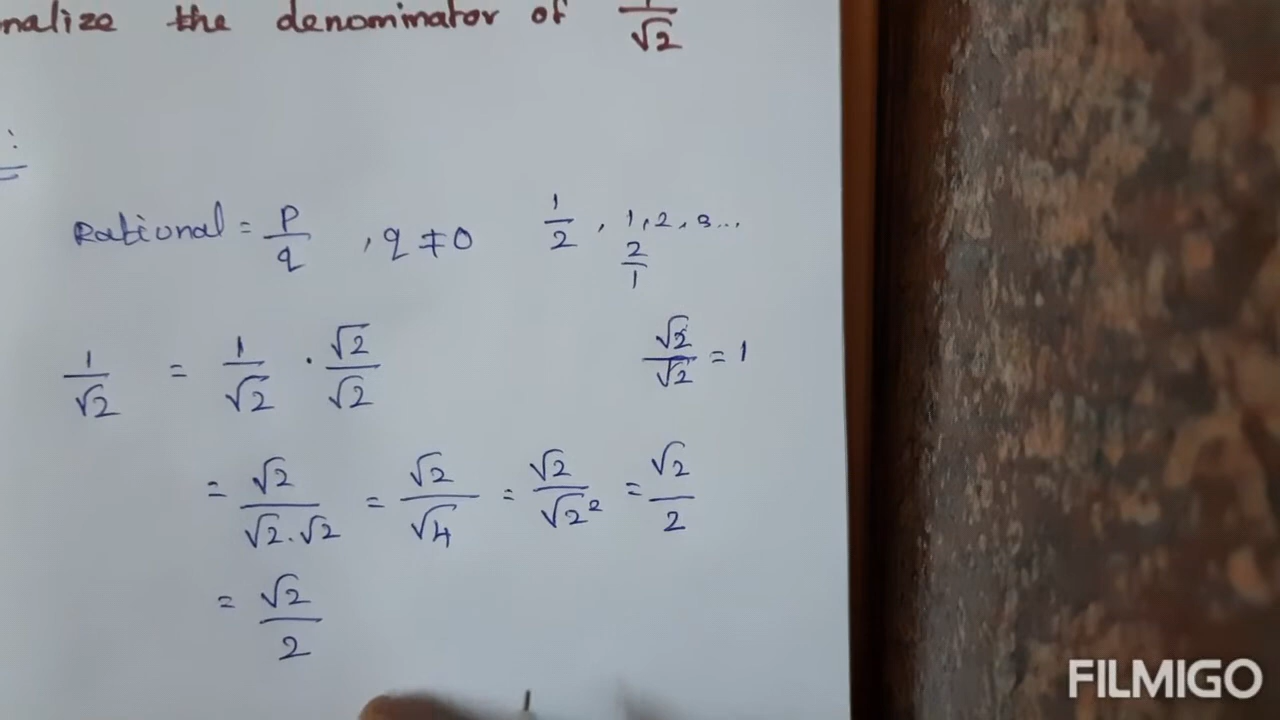 nalize the denominator of 1/√2
:
Rational = p/q , q ≠ 0 1/2 , 1, 2, 3...
2/1
1/√2 = 1/√2 · √2/√2 √2/√2 = 1
= √2/√2.√2 = √2/√4 = √2/√2² = √2/2
= √2/2
FILMIGO